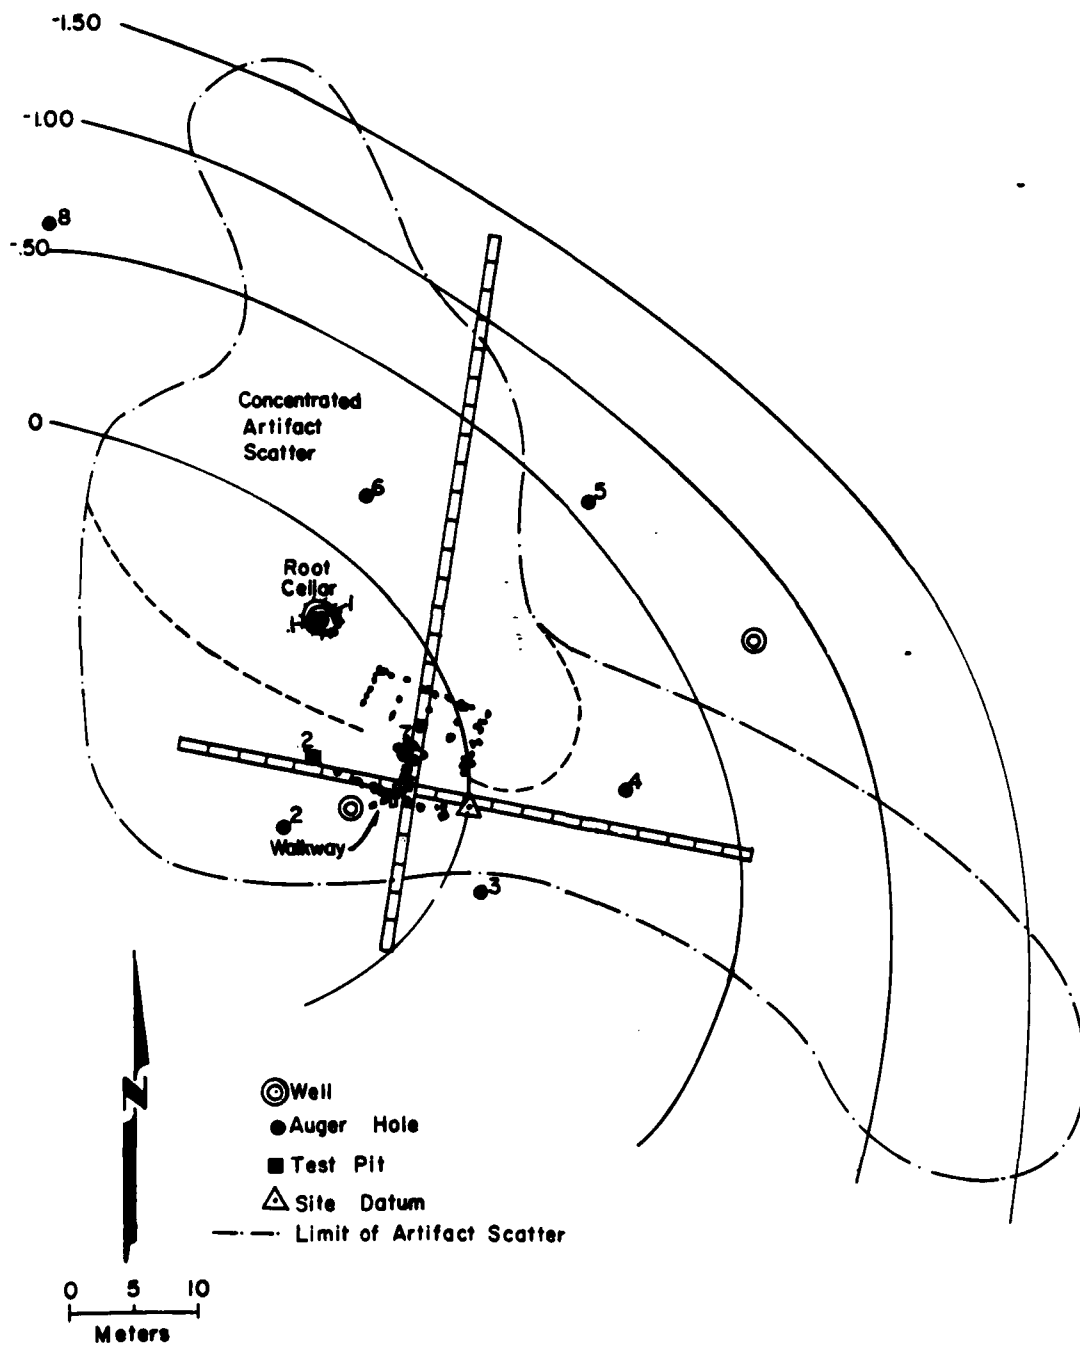 -1.50
-1.00
8
-.50
Concentrated
Artifact
Scatter
0
6
5
Root
Cellar
2
4
2
Walkway
3
N
Well
Auger Hole
Test Pit
Site Datum
Limit of Artifact Scatter
0 5 10
Meters